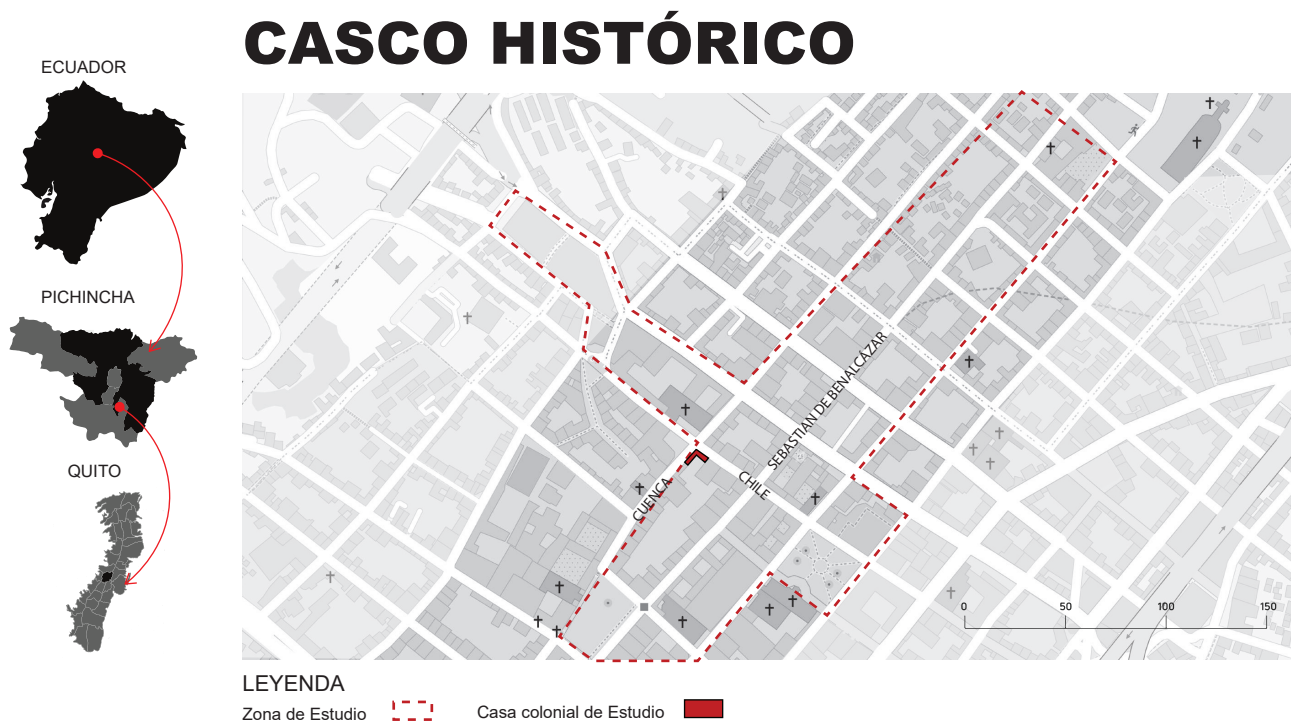 CASCO HISTÓRICO
ECUADOR
PICHINCHA
QUITO
SEBASTIAN DE BENALCÁZAR
CHILE
CUENCA
0 50 100 150
LEYENDA
Zona de Estudio
Casa colonial de Estudio